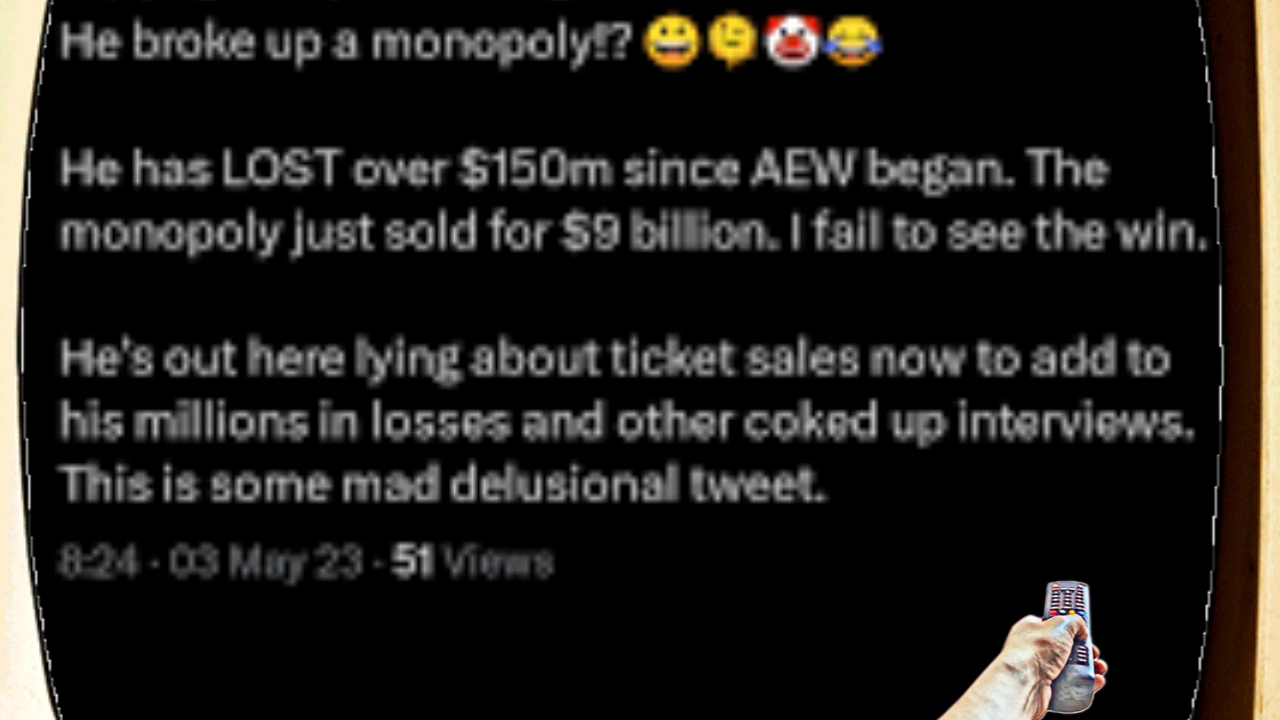 He broke up a monopoly!? 😀🫠🤡😂
He has LOST over $150m since AEW began. The
monopoly just sold for $9 billion. I fail to see the win.
He's out here lying about ticket sales now to add to
his millions in losses and other coked up interviews.
This is some mad delusional tweet.
8:24 · 03 May 23 · 51 Views